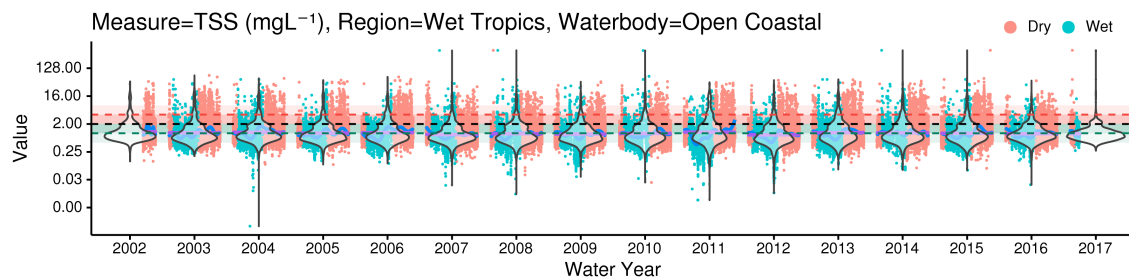 Measure=TSS (mgL⁻¹), Region=Wet Tropics, Waterbody=Open Coastal
Dry Wet
128.00
16.00
2.00
0.25
0.03
0.00
Value
2002 2003 2004 2005 2006 2007 2008 2009 2010 2011 2012 2013 2014 2015 2016 2017
Water Year